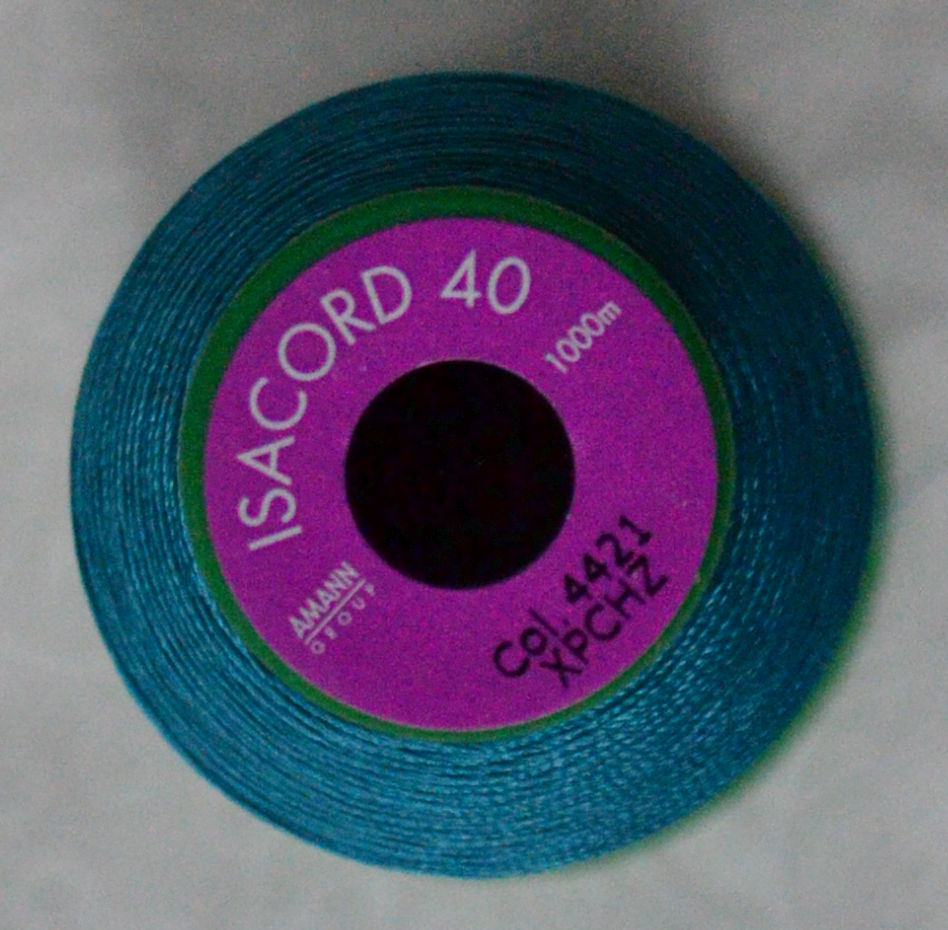 ISACORD 40
1000m
AMANN
GROUP
Col. 4421
XPCHZ